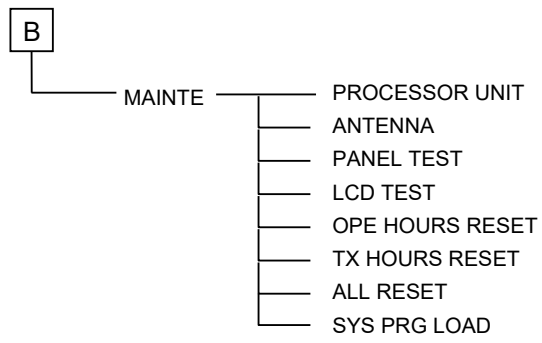 B
MAINTE
PROCESSOR UNIT
ANTENNA
PANEL TEST
LCD TEST
OPE HOURS RESET
TX HOURS RESET
ALL RESET
SYS PRG LOAD